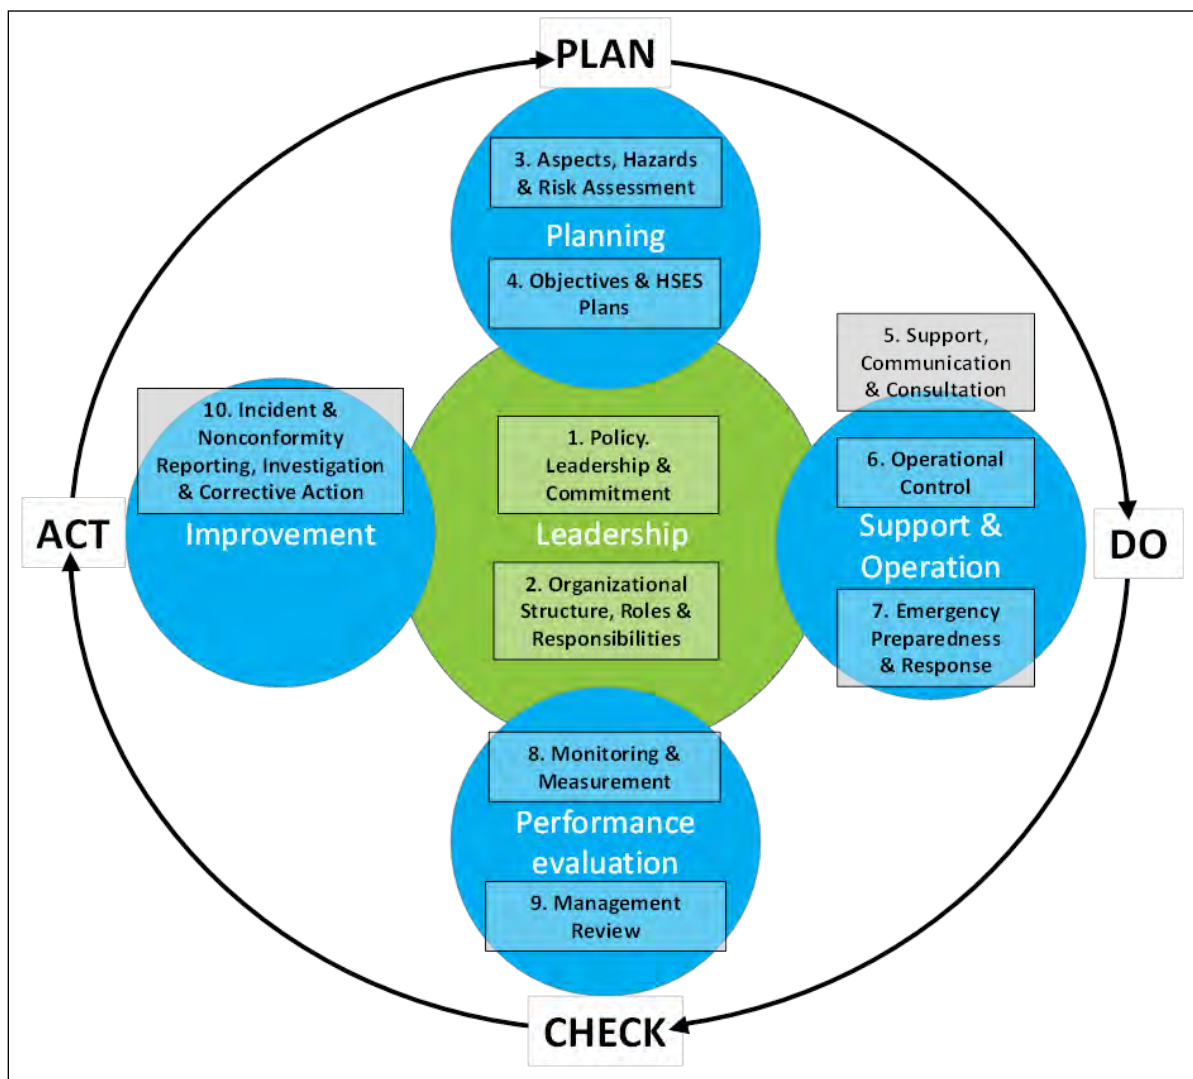 PLAN
3. Aspects, Hazards
& Risk Assessment
Planning
4. Objectives & HSES
Plans
5. Support,
Communication
& Consultation
6. Operational
Control
Support &
Operation
7. Emergency
Preparedness
& Response
DO
1. Policy.
Leadership &
Commitment
Leadership
2. Organizational
Structure, Roles &
Responsibilities
10. Incident &
Nonconformity
Reporting, Investigation
& Corrective Action
Improvement
ACT
8. Monitoring &
Measurement
Performance
evaluation
9. Management
Review
CHECK